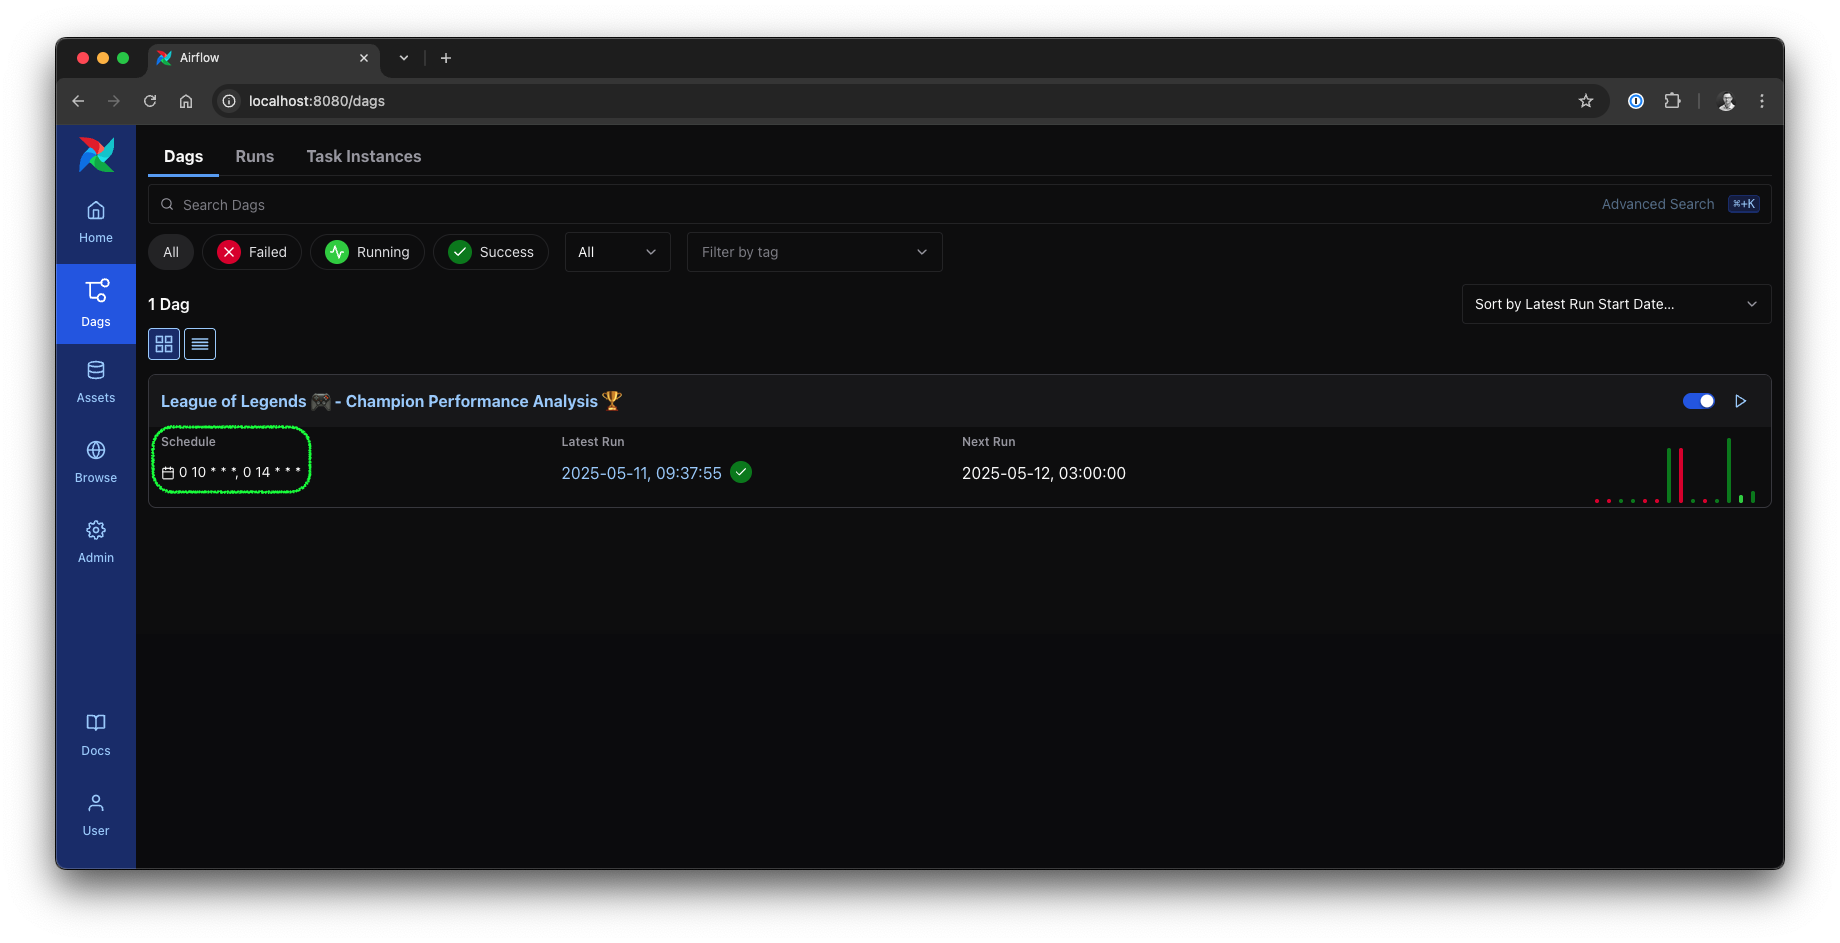 Airflow
localhost:8080/dags
Dags Runs Task Instances
Search Dags Advanced Search ⌘+K
Home
All Failed Running Success All Filter by tag
Dags
1 Dag
Sort by Latest Run Start Date...
Assets
League of Legends 🎮 - Champion Performance Analysis 🏆
Schedule Latest Run Next Run
0 10 * * *, 0 14 * * * 2025-05-11, 09:37:55 2025-05-12, 03:00:00
Browse
Admin
Docs
User